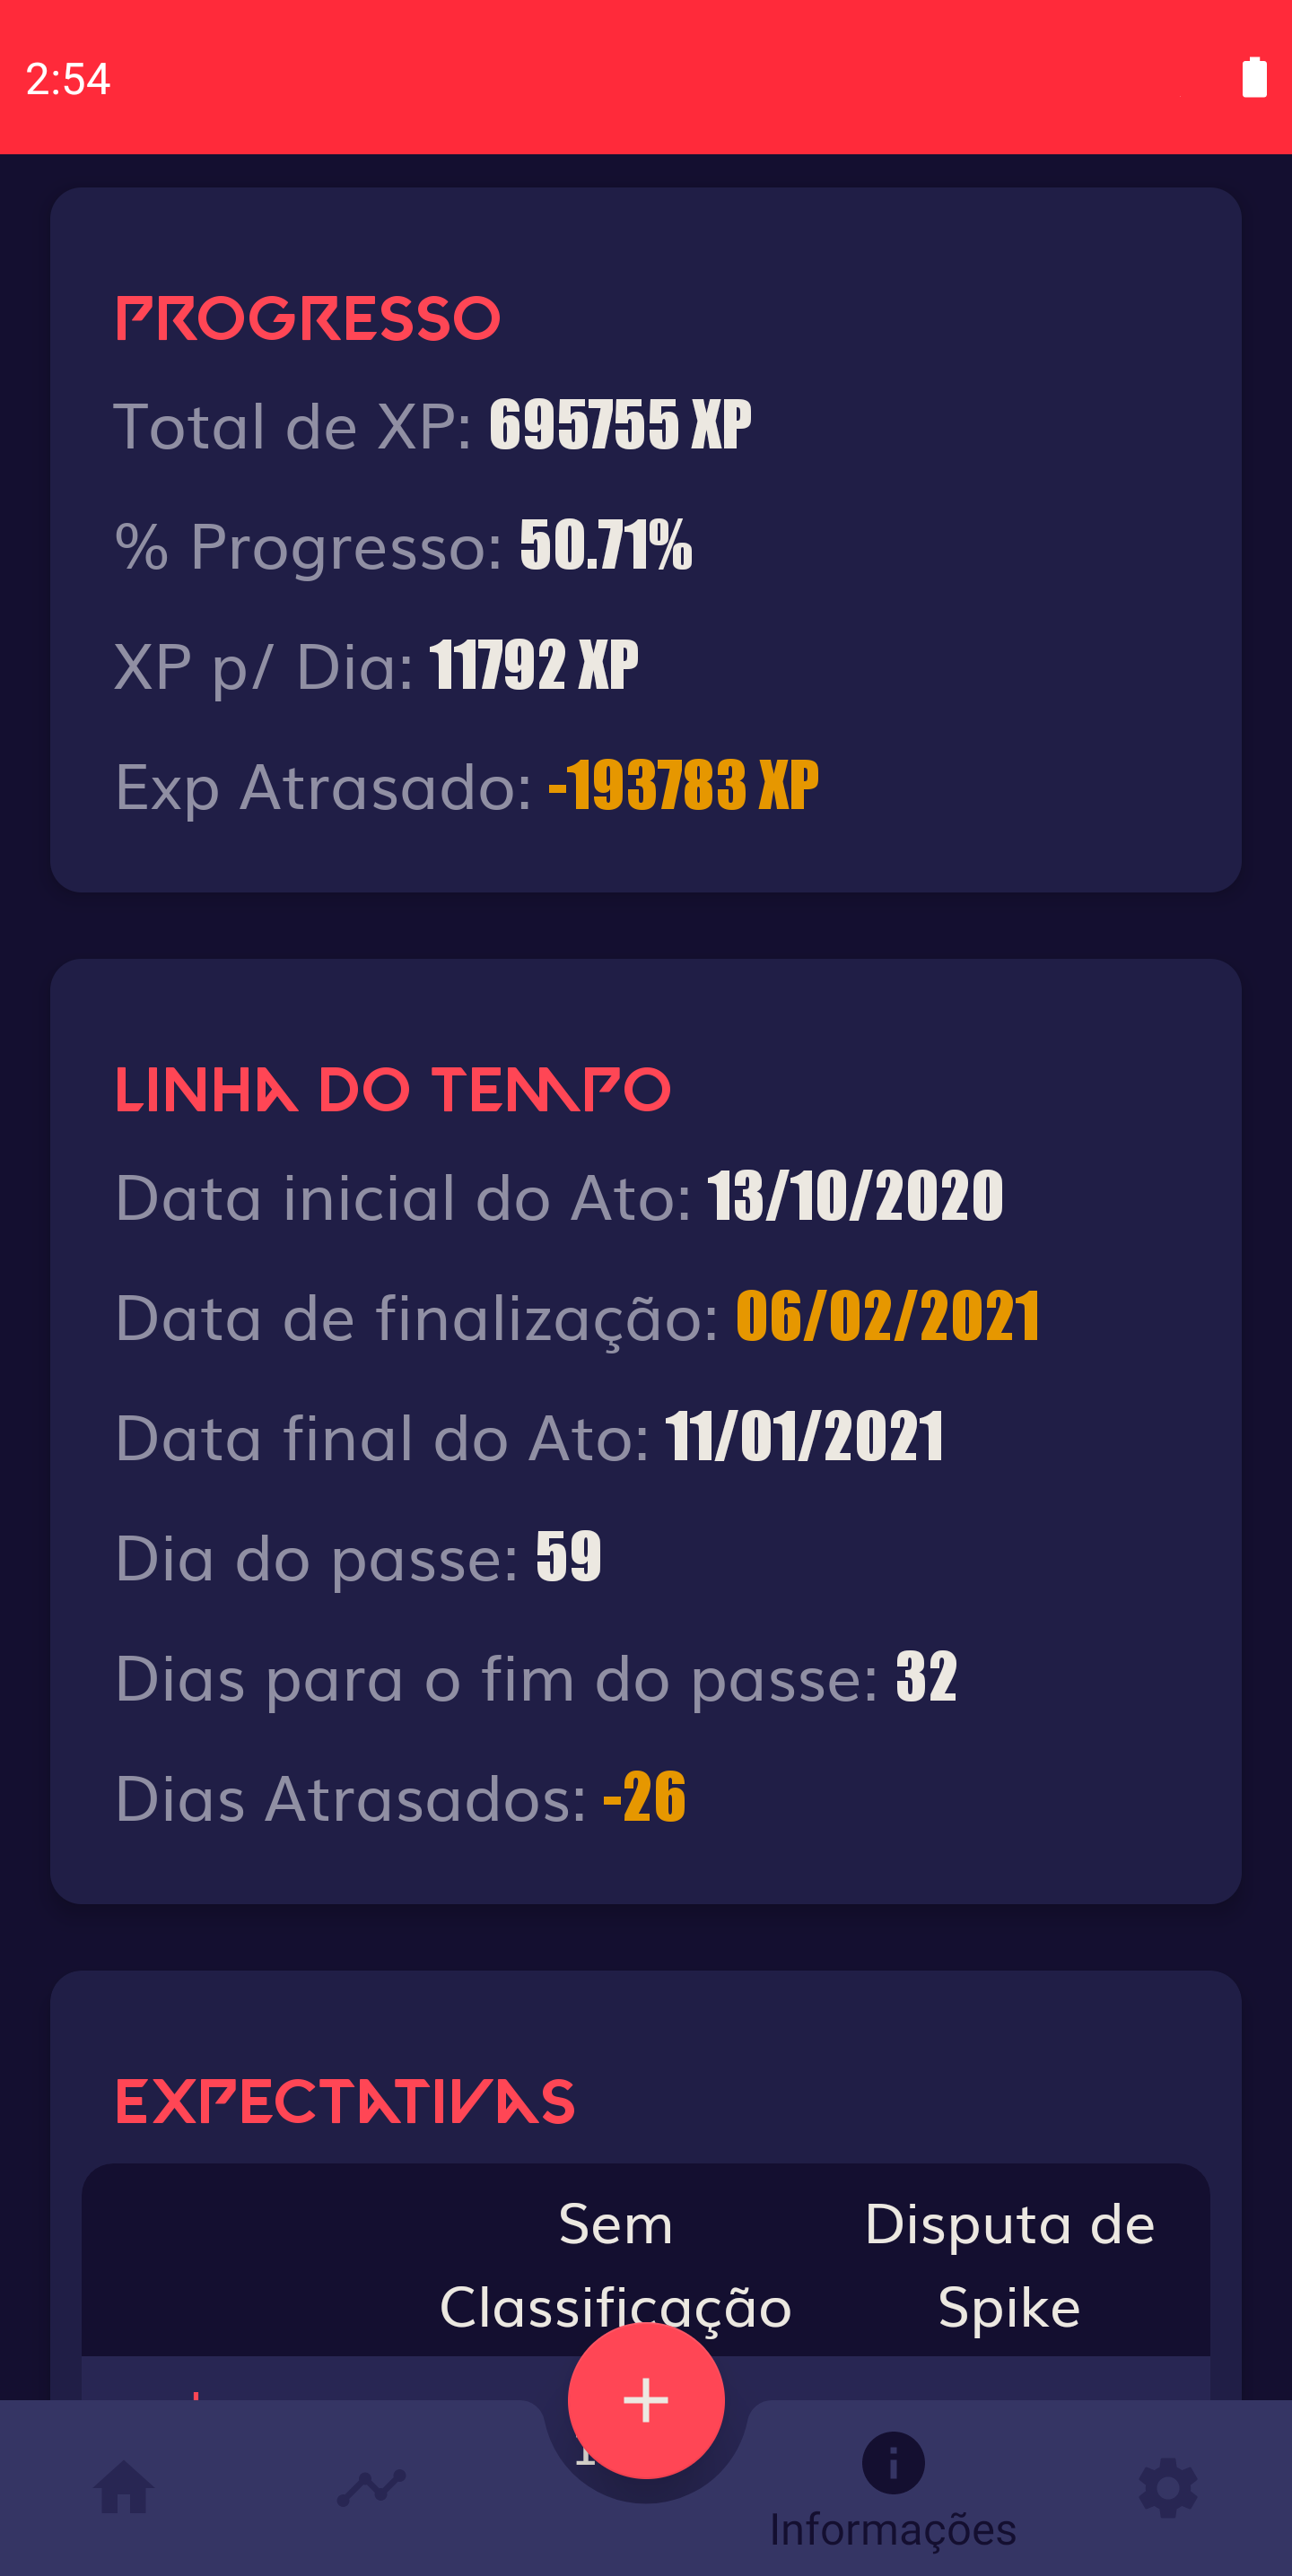 2:54
PROGRESSO
Total de XP: 695755 XP
% Progresso: 50.71%
XP p/ Dia: 11792 XP
Exp Atrasado: -193783 XP
LINHA DO TEMPO
Data inicial do Ato: 13/10/2020
Data de finalização: 06/02/2021
Data final do Ato: 11/01/2021
Dia do passe: 59
Dias para o fim do passe: 32
Dias Atrasados: -26
EXPECTATIVAS
Sem Disputa de
Classificação Spike
+
Informações